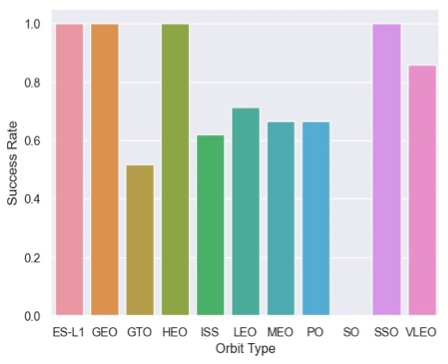 1.0
0.8
0.6
0.4
0.2
0.0
Success Rate
ES-L1 GEO GTO HEO ISS LEO MEO PO SO SSO VLEO
Orbit Type